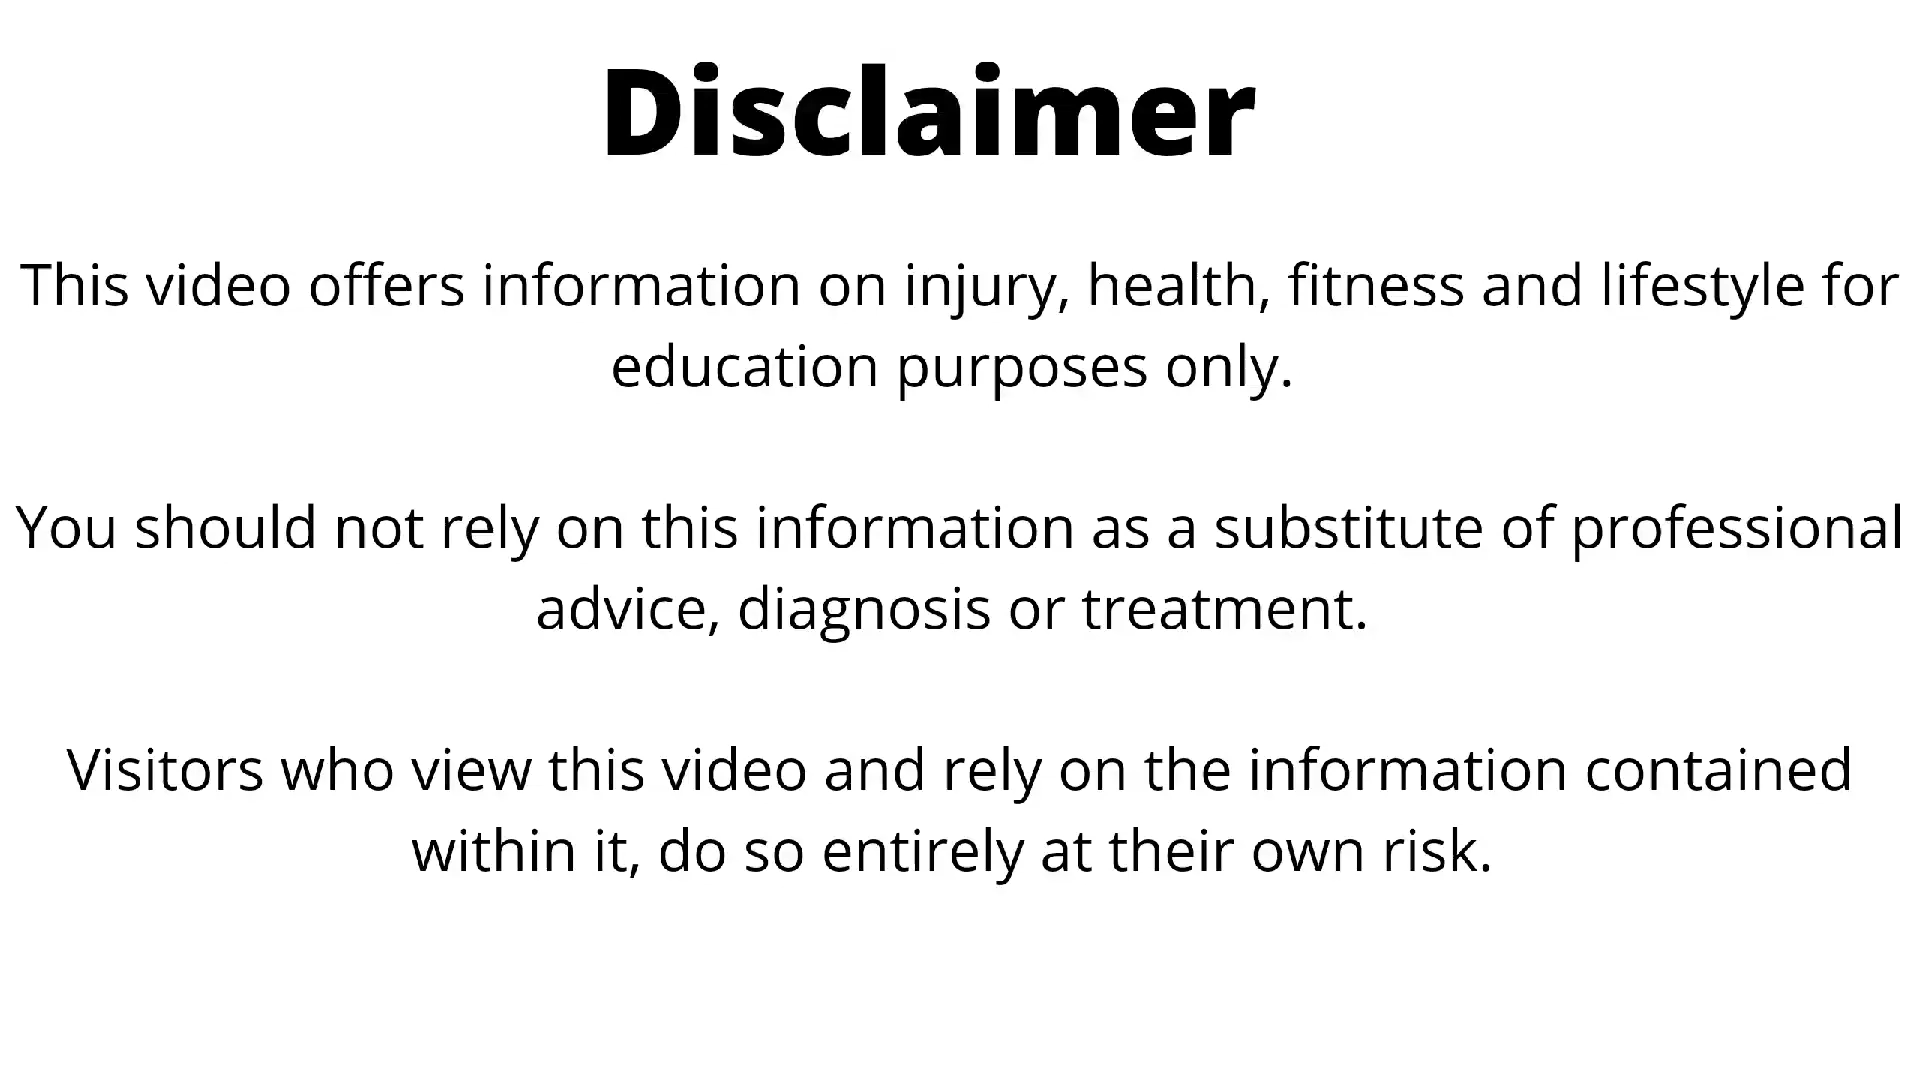 Disclaimer
This video offers information on injury, health, fitness and lifestyle for
education purposes only.
You should not rely on this information as a substitute of professional
advice, diagnosis or treatment.
Visitors who view this video and rely on the information contained
within it, do so entirely at their own risk.